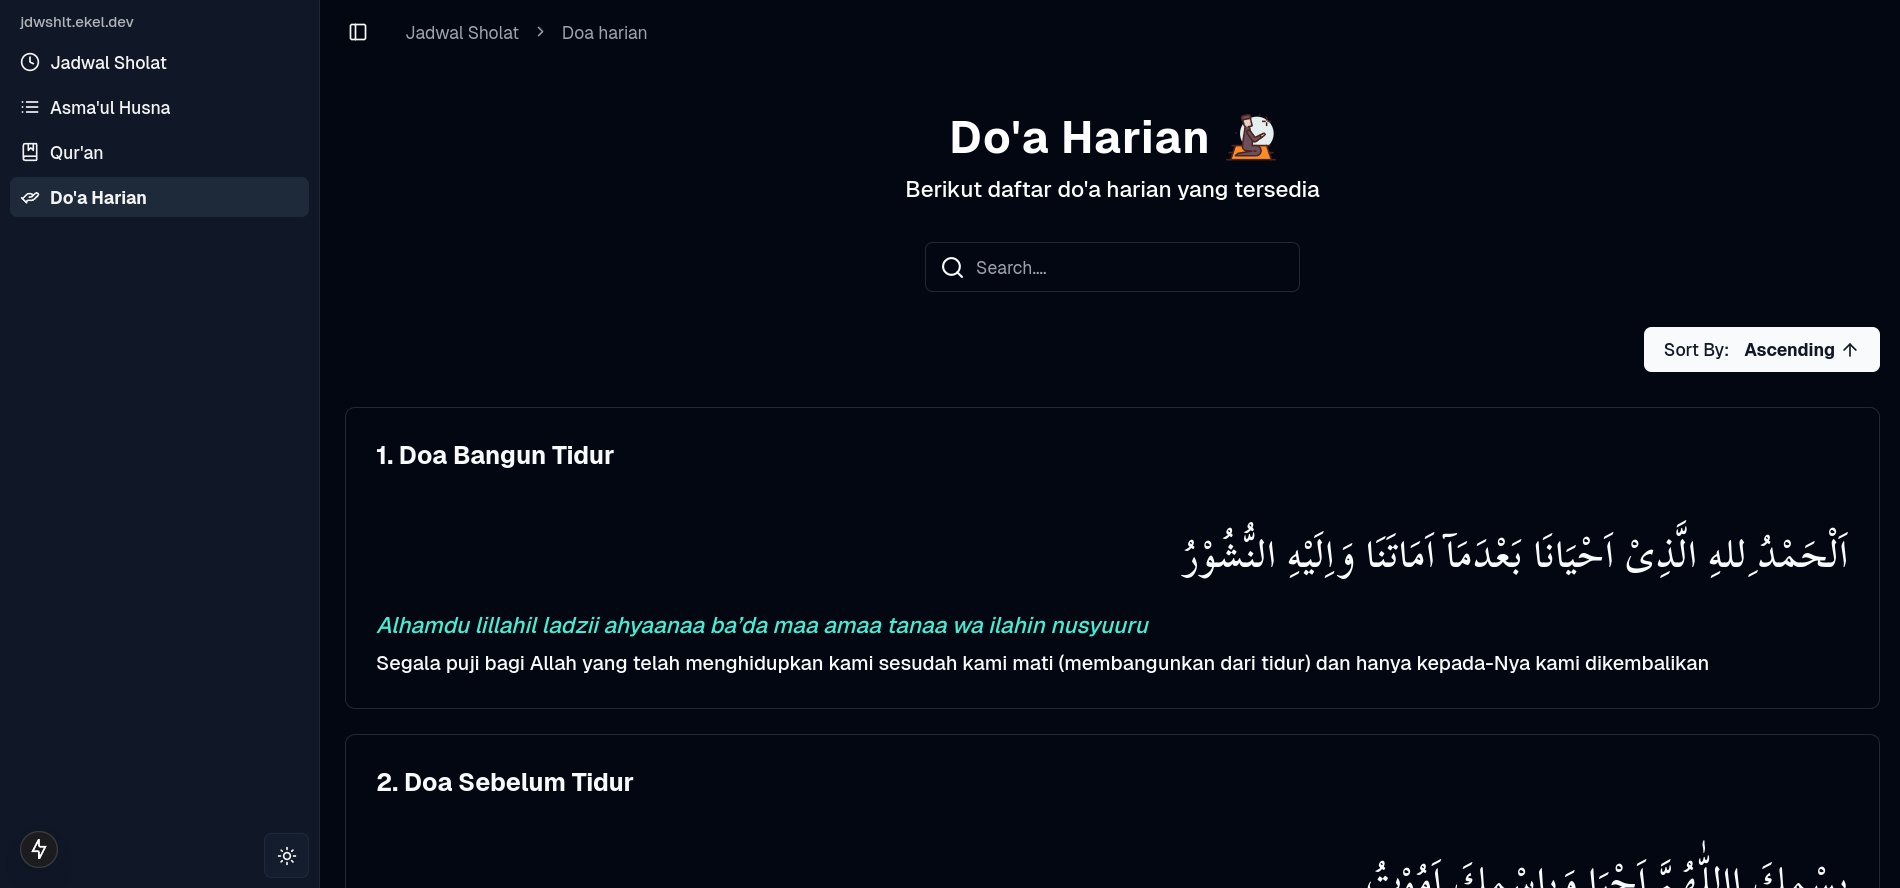 jdwshlt.ekel.dev
Jadwal Sholat
Asma'ul Husna
Qur'an
Do'a Harian
Jadwal Sholat > Doa harian
Do'a Harian
Berikut daftar do'a harian yang tersedia
Search....
Sort By: Ascending ↑
1. Doa Bangun Tidur
اَلْحَمْدُ ِللهِ الَّذِىْ اَحْيَانَا بَعْدَمَآ اَمَاتَنَا وَاِلَيْهِ النُّشُوْرُ
Alhamdu lillahil ladzii ahyaanaa ba’da maa amaa tanaa wa ilahin nusyuuru
Segala puji bagi Allah yang telah menghidupkan kami sesudah kami mati (membangunkan dari tidur) dan hanya kepada-Nya kami dikembalikan
2. Doa Sebelum Tidur
بِسْمِكَ اللّٰهُمَّ اَحْيَا وَبِاسْمِكَ اَمُوْتُ